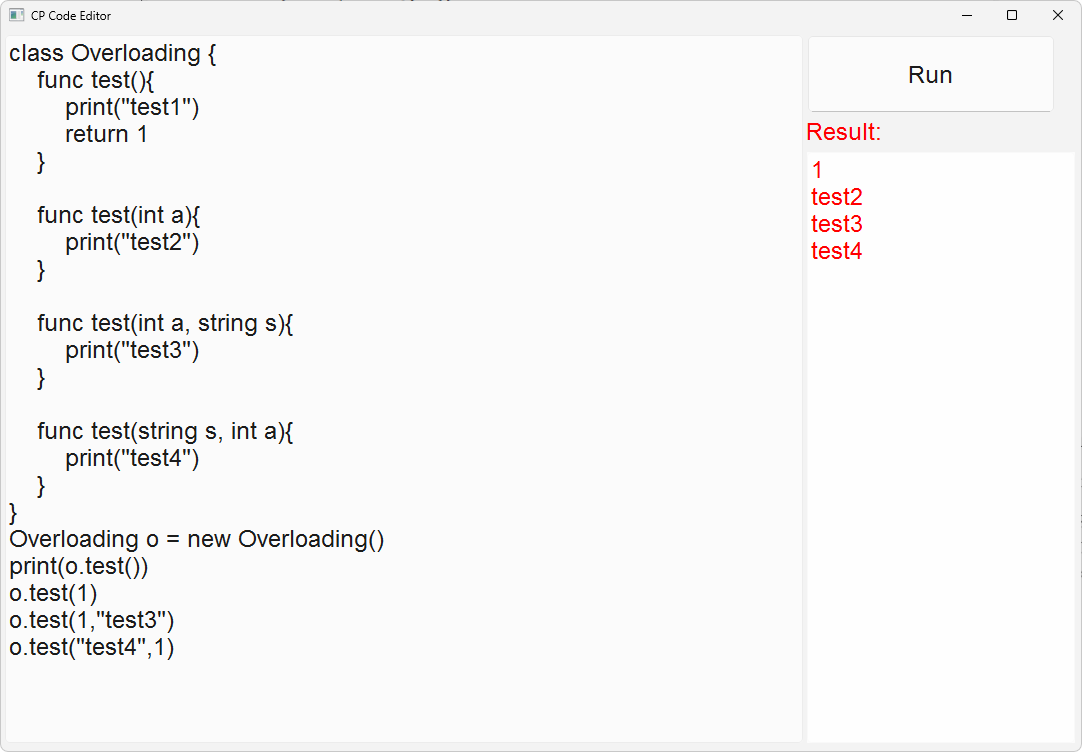 CP Code Editor
class Overloading {
    func test(){
        print("test1")
        return 1
    }
    func test(int a){
        print("test2")
    }
    func test(int a, string s){
        print("test3")
    }
    func test(string s, int a){
        print("test4")
    }
}
Overloading o = new Overloading()
print(o.test())
o.test(1)
o.test(1,"test3")
o.test("test4",1)
Run
Result:
1
test2
test3
test4